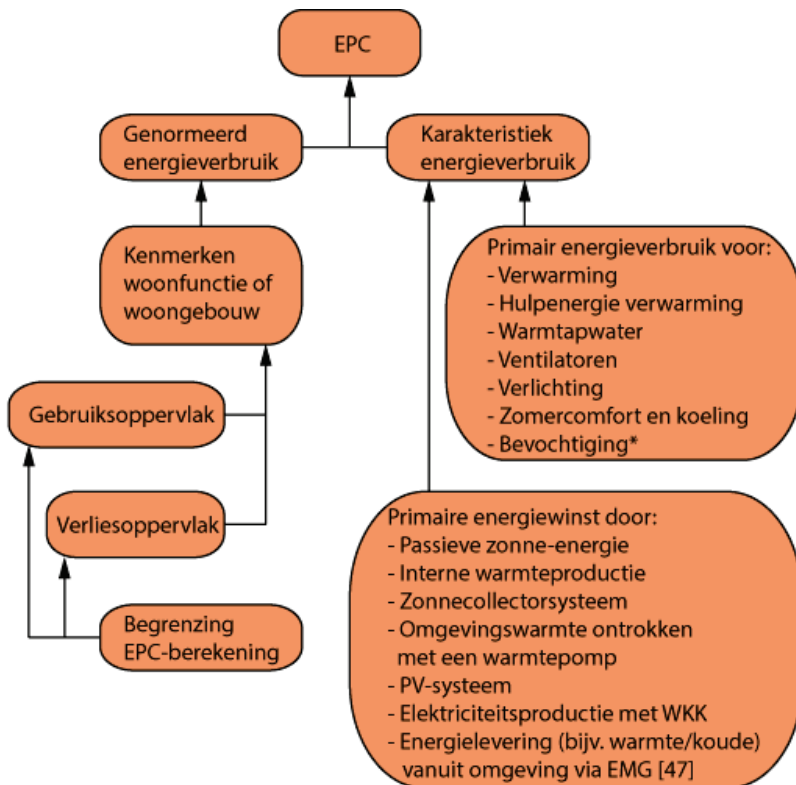 EPC
Genormeerd
energieverbruik
Karakteristiek
energieverbruik
Kenmerken
woonfunctie of
woongebouw
Primair energieverbruik voor:
- Verwarming
- Hulpenergie verwarming
- Warmtapwater
- Ventilatoren
- Verlichting
- Zomercomfort en koeling
- Bevochtiging*
Gebruiksoppervlak
Verliesoppervlak
Begrenzing
EPC-berekening
Primaire energiewinst door:
- Passieve zonne-energie
- Interne warmteproductie
- Zonnecollectorsysteem
- Omgevingswarmte ontrokken
met een warmtepomp
- PV-systeem
- Elektriciteitsproductie met WKK
- Energielevering (bijv. warmte/koude)
vanuit omgeving via EMG [47]